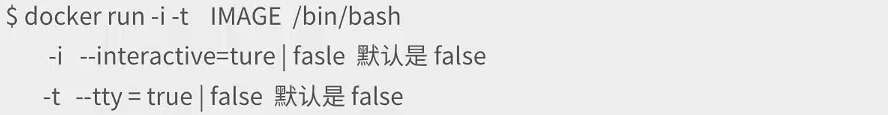 $ docker run -i -t IMAGE /bin/bash
-i --interactive=ture | fasle 默认是 false
-t --tty = true | false 默认是 false